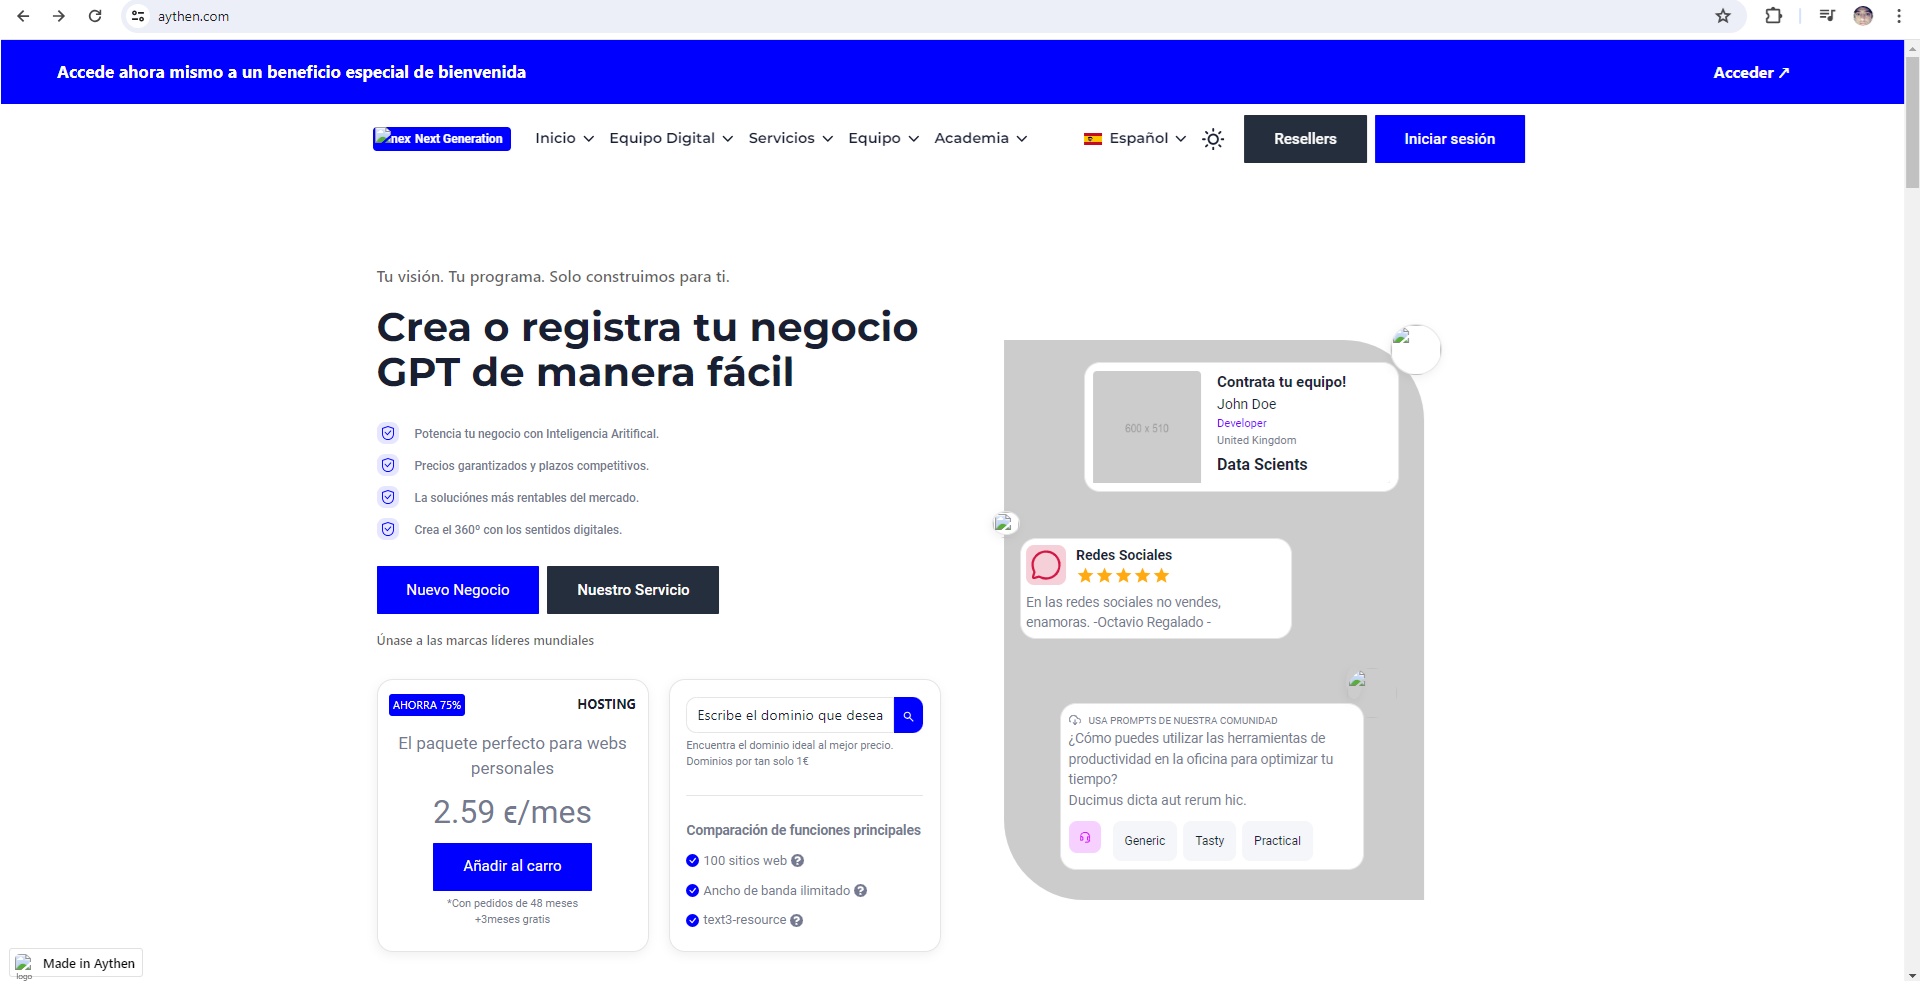 aythen.com
Accede ahora mismo a un beneficio especial de bienvenida
Acceder ↗
nex Next Generation
Inicio
Equipo Digital
Servicios
Equipo
Academia
Español
Resellers
Iniciar sesión
Tu visión. Tu programa. Solo construimos para ti.
Crea o registra tu negocio
GPT de manera fácil
Potencia tu negocio con Inteligencia Aritifical.
Precios garantizados y plazos competitivos.
La soluciónes más rentables del mercado.
Crea el 360º con los sentidos digitales.
Nuevo Negocio
Nuestro Servicio
Únase a las marcas líderes mundiales
AHORRA 75%
HOSTING
El paquete perfecto para webs
personales
2.59 €/mes
Añadir al carro
*Con pedidos de 48 meses
+3meses gratis
Escribe el dominio que desea
Encuentra el dominio ideal al mejor precio.
Dominios por tan solo 1€
Comparación de funciones principales
100 sitios web
Ancho de banda ilimitado
text3-resource
600 x 510
Contrata tu equipo!
John Doe
Developer
United Kingdom
Data Scients
Redes Sociales
En las redes sociales no vendes,
enamoras. -Octavio Regalado -
USA PROMPTS DE NUESTRA COMUNIDAD
¿Cómo puedes utilizar las herramientas de
productividad en la oficina para optimizar tu
tiempo?
Ducimus dicta aut rerum hic.
Generic
Tasty
Practical
logo
Made in Aythen